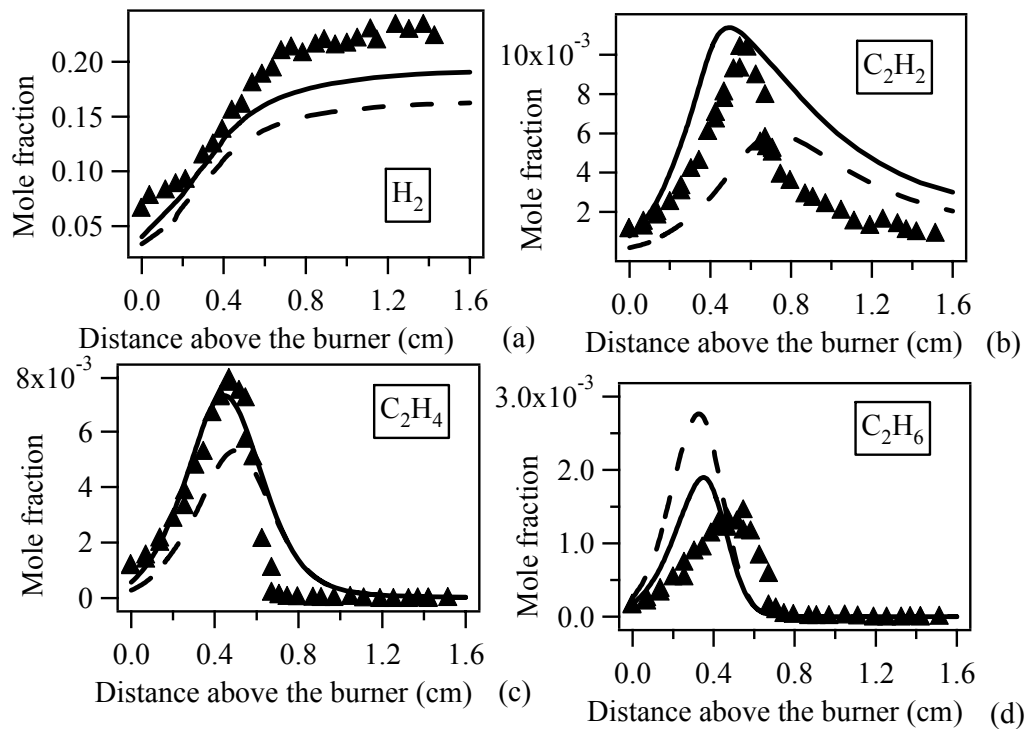 0.20
0.15
0.10
0.05
Mole fraction
H₂
0.0 0.4 0.8 1.2 1.6
Distance above the burner (cm) (a)
10x10⁻³
8
6
4
2
Mole fraction
C₂H₂
0.0 0.4 0.8 1.2 1.6
Distance above the burner (cm) (b)
8x10⁻³
6
4
2
0
Mole fraction
C₂H₄
0.0 0.4 0.8 1.2 1.6
Distance above the burner (cm) (c)
3.0x10⁻³
2.0
1.0
0.0
Mole fraction
C₂H₆
0.0 0.4 0.8 1.2 1.6
Distance above the burner (cm) (d)